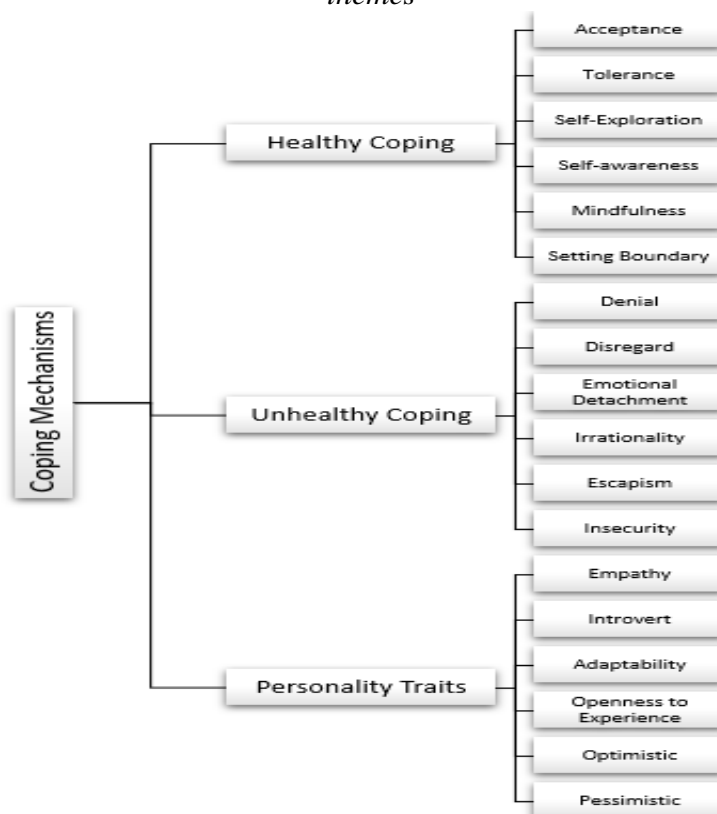 themes
Acceptance
Tolerance
Self-Exploration
Healthy Coping
Self-awareness
Mindfulness
Setting Boundary
Denial
Disregard
Emotional
Detachment
Coping Mechanisms
Unhealthy Coping
Irrationality
Escapism
Insecurity
Empathy
Introvert
Adaptability
Personality Traits
Openness to
Experience
Optimistic
Pessimistic